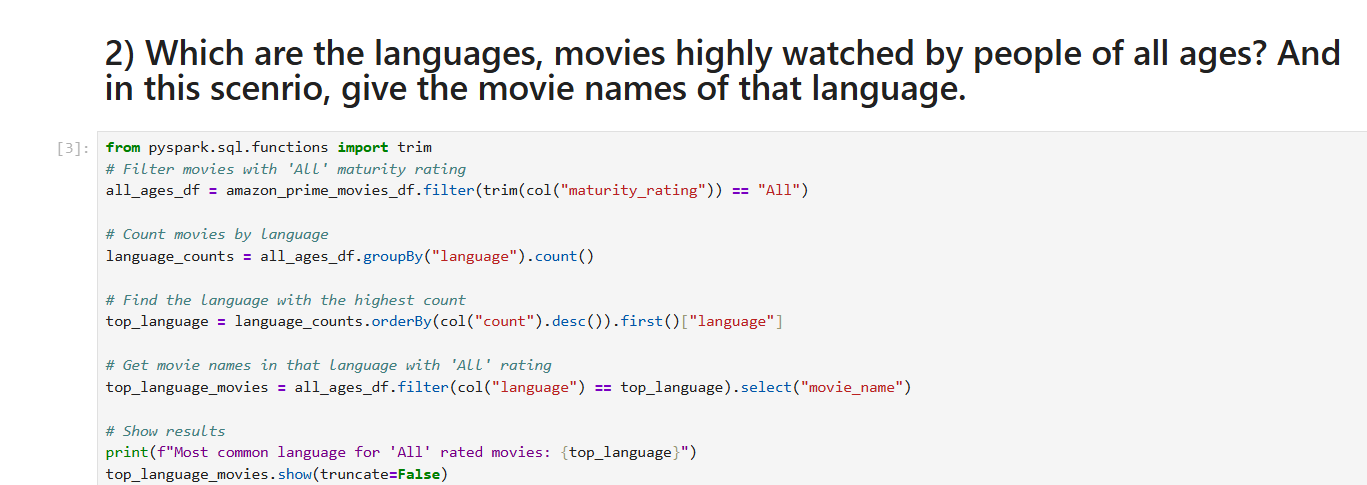 2) Which are the languages, movies highly watched by people of all ages? And
in this scenrio, give the movie names of that language.
[3]: from pyspark.sql.functions import trim
# Filter movies with 'All' maturity rating
all_ages_df = amazon_prime_movies_df.filter(trim(col("maturity_rating")) == "All")
# Count movies by language
language_counts = all_ages_df.groupBy("language").count()
# Find the language with the highest count
top_language = language_counts.orderBy(col("count").desc()).first()["language"]
# Get movie names in that language with 'All' rating
top_language_movies = all_ages_df.filter(col("language") == top_language).select("movie_name")
# Show results
print(f"Most common language for 'All' rated movies: {top_language}")
top_language_movies.show(truncate=False)